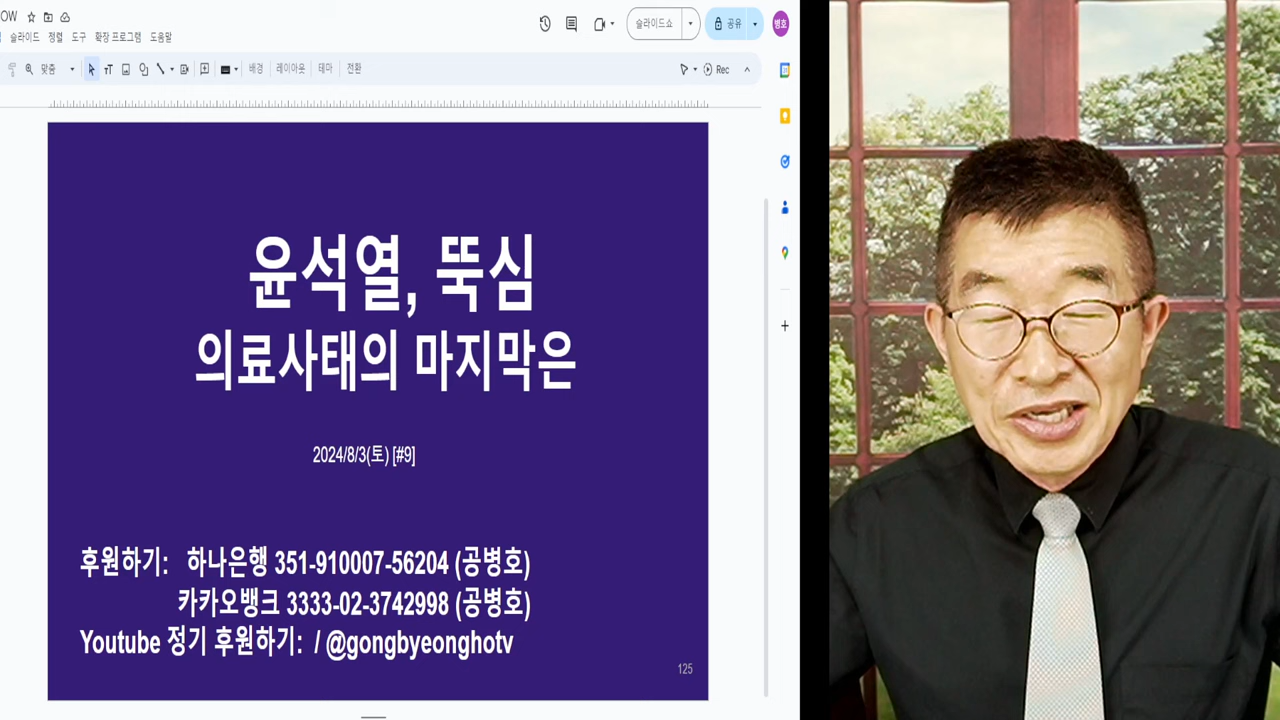 OW
슬라이드 정렬 도구 확장 프로그램 도움말
슬라이드쇼
공유
병호
맞춤
배경 레이아웃 테마 전환
Rec
윤석열, 뚝심
의료사태의 마지막은
2024/8/3(토) [#9]
후원하기: 하나은행 351-910007-56204 (공병호)
카카오뱅크 3333-02-3742998 (공병호)
Youtube 정기 후원하기: / @gongbyeonghotv
125